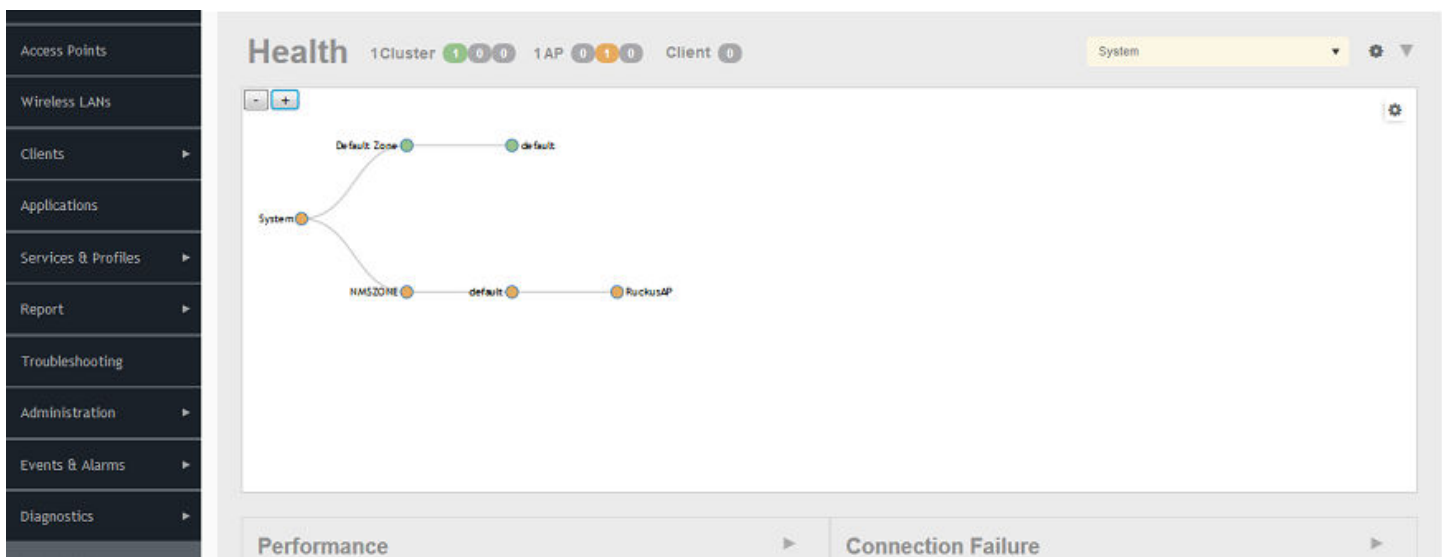 Access Points
Wireless LANs
Clients
Applications
Services & Profiles
Report
Troubleshooting
Administration
Events & Alarms
Diagnostics
Health 1Cluster 1 0 0 1AP 0 1 0 Client 0
System
- +
Default Zone default
System
NMSZONE default RuckusAP
Performance
Connection Failure